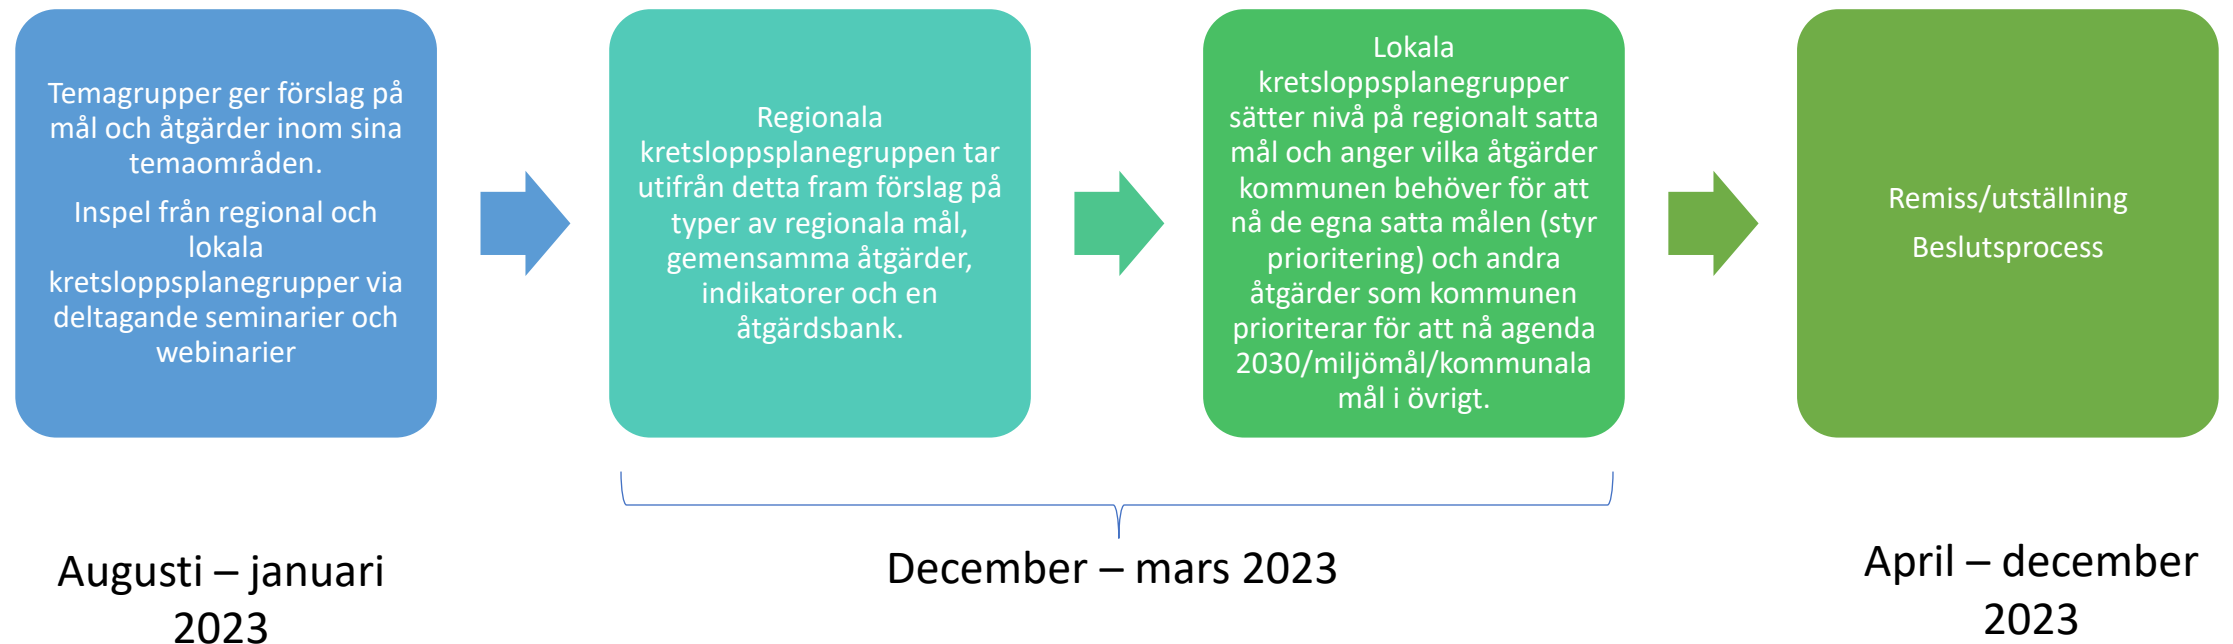 Temagrupper ger förslag på
mål och åtgärder inom sina
temaområden.
Inspel från regional och
lokala
kretsloppsplanegrupper via
deltagande seminarier och
webinarier
Regionala
kretsloppsplanegruppen tar
utifrån detta fram förslag på
typer av regionala mål,
gemensamma åtgärder,
indikatorer och en
åtgärdsbank.
Lokala
kretsloppsplanegrupper
sätter nivå på regionalt satta
mål och anger vilka åtgärder
kommunen behöver för att
nå de egna satta målen (styr
prioritering) och andra
åtgärder som kommunen
prioriterar för att nå agenda
2030/miljömål/kommunala
mål i övrigt.
Remiss/utställning
Beslutsprocess
Augusti – januari
2023
December – mars 2023
April – december
2023